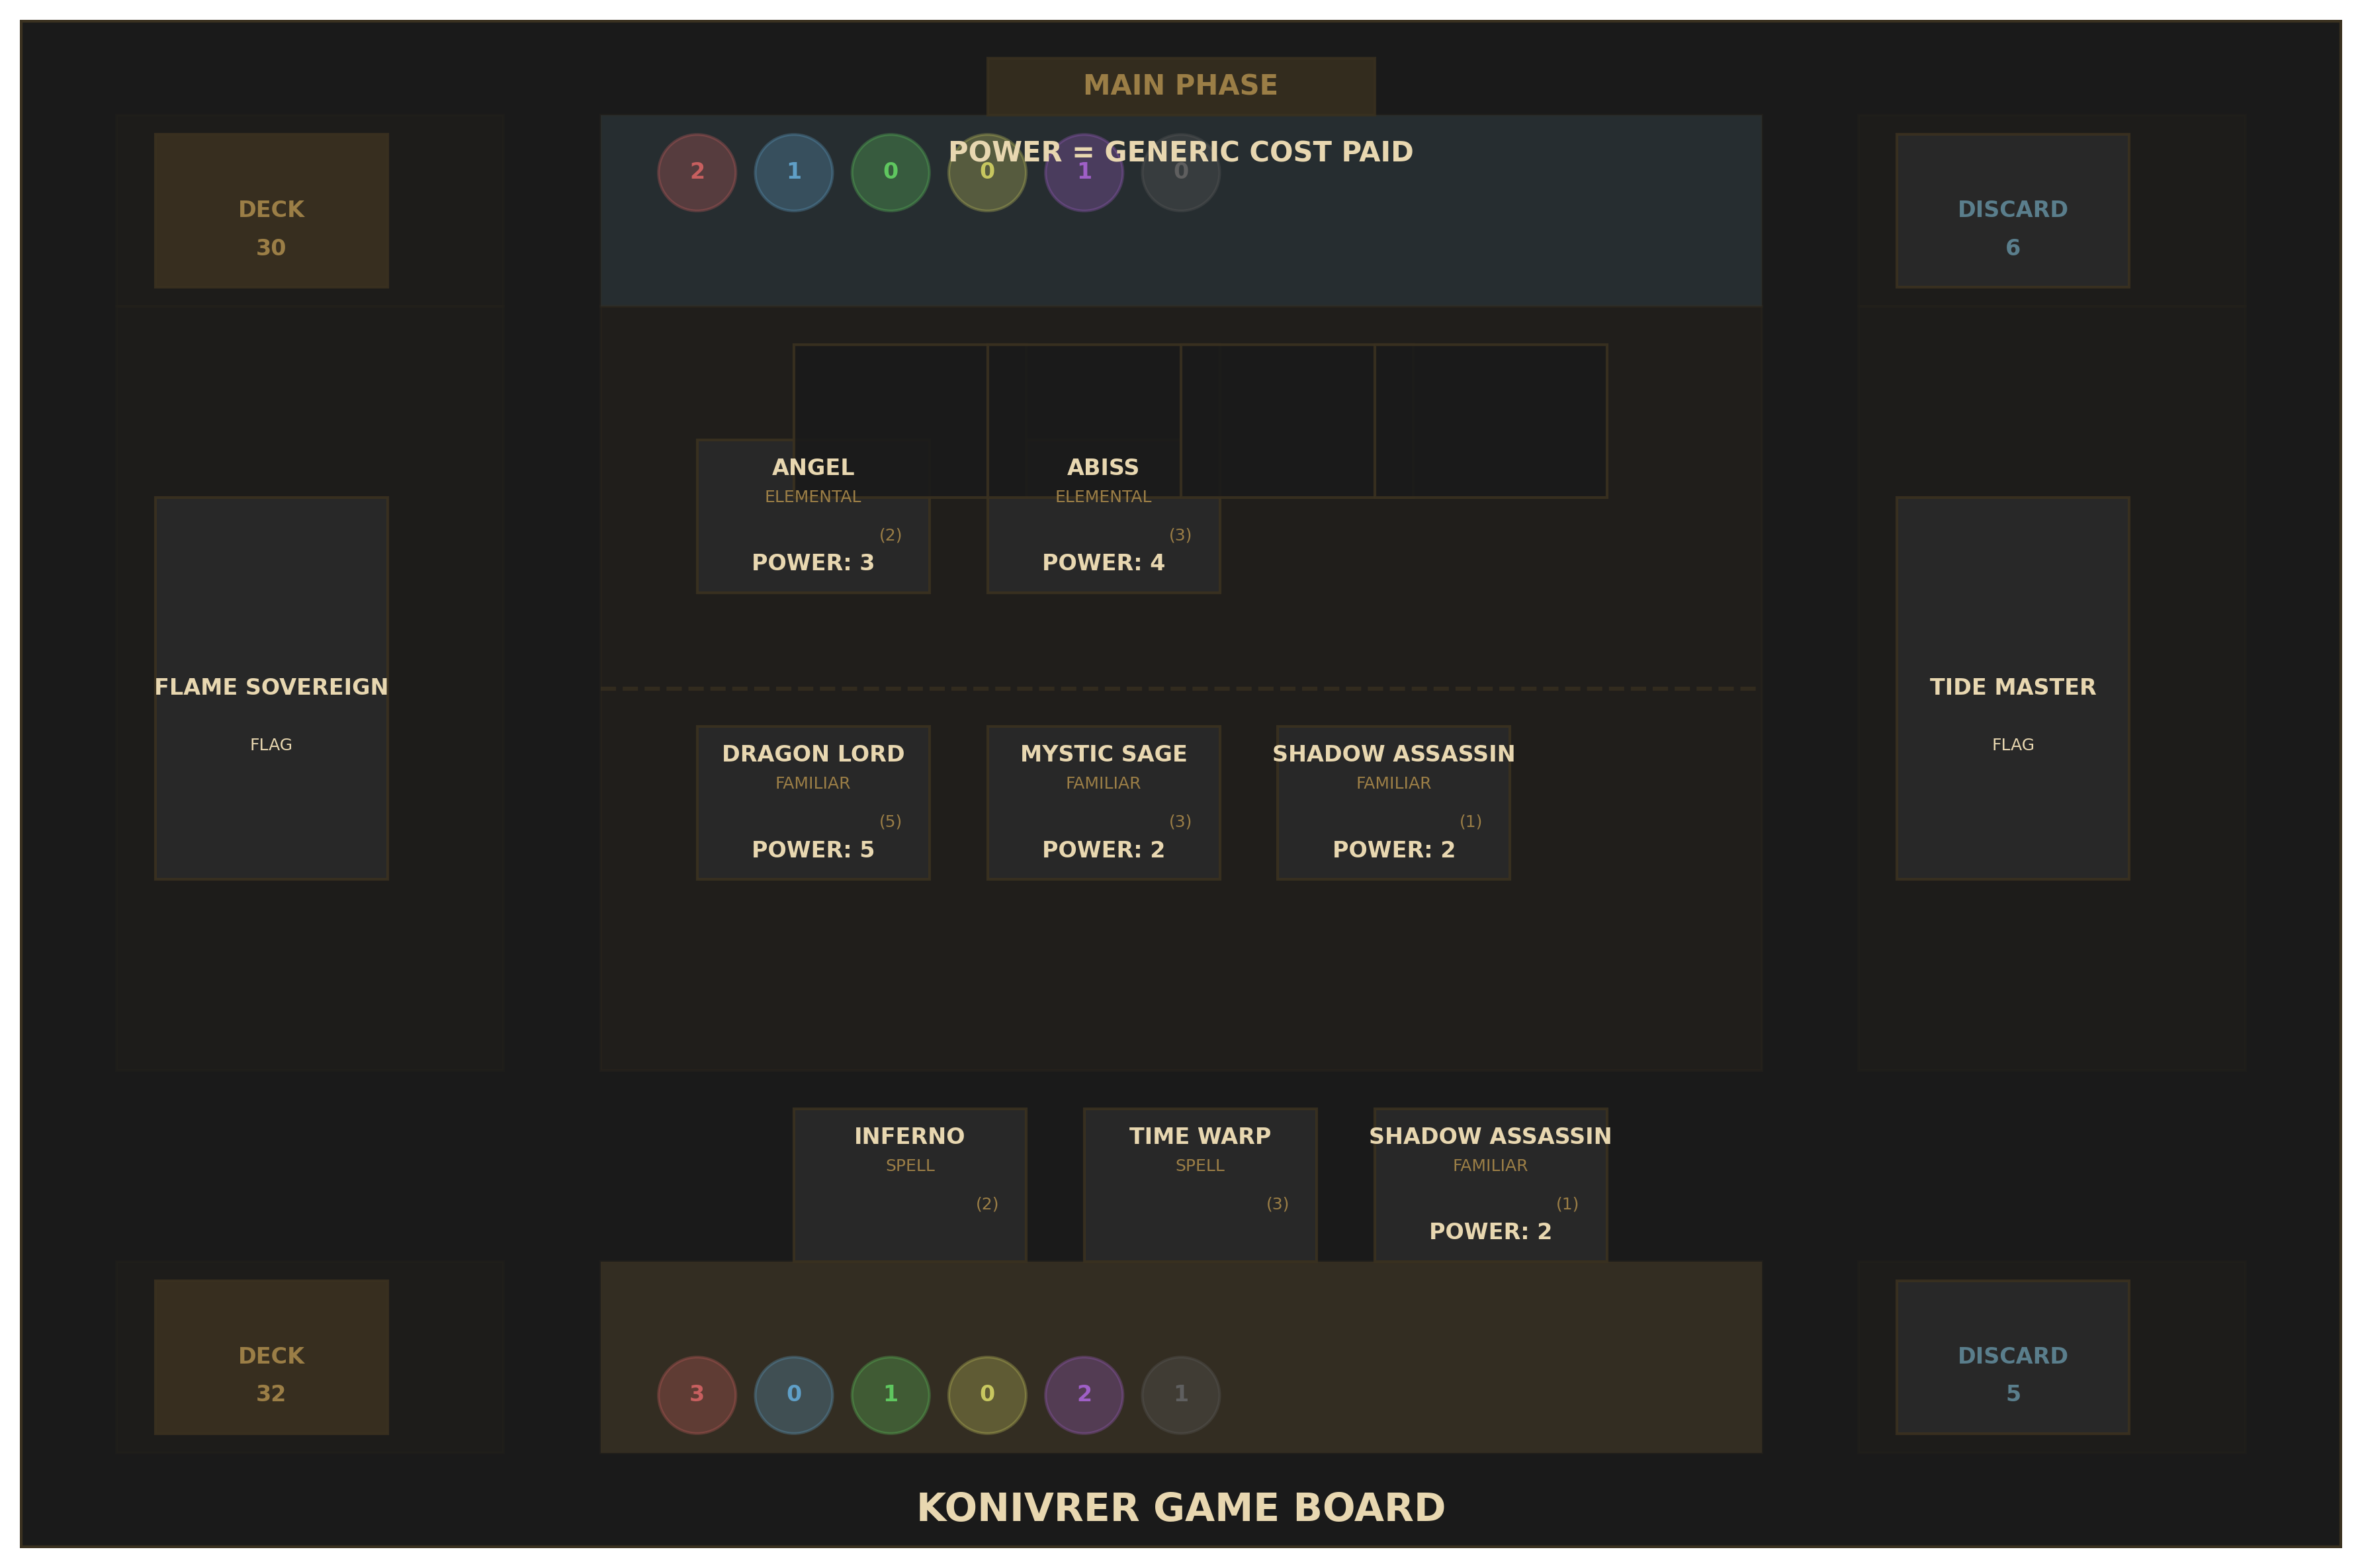 MAIN PHASE
POWER = GENERIC COST PAID
2 1 0 0 1 0
DECK
30
DISCARD
6
ANGEL
ELEMENTAL
(2)
POWER: 3
ABISS
ELEMENTAL
(3)
POWER: 4
FLAME SOVEREIGN
FLAG
TIDE MASTER
FLAG
DRAGON LORD
FAMILIAR
(5)
POWER: 5
MYSTIC SAGE
FAMILIAR
(3)
POWER: 2
SHADOW ASSASSIN
FAMILIAR
(1)
POWER: 2
INFERNO
SPELL
(2)
TIME WARP
SPELL
(3)
SHADOW ASSASSIN
FAMILIAR
(1)
POWER: 2
DECK
32
3 0 1 0 2 1
DISCARD
5
KONIVRER GAME BOARD